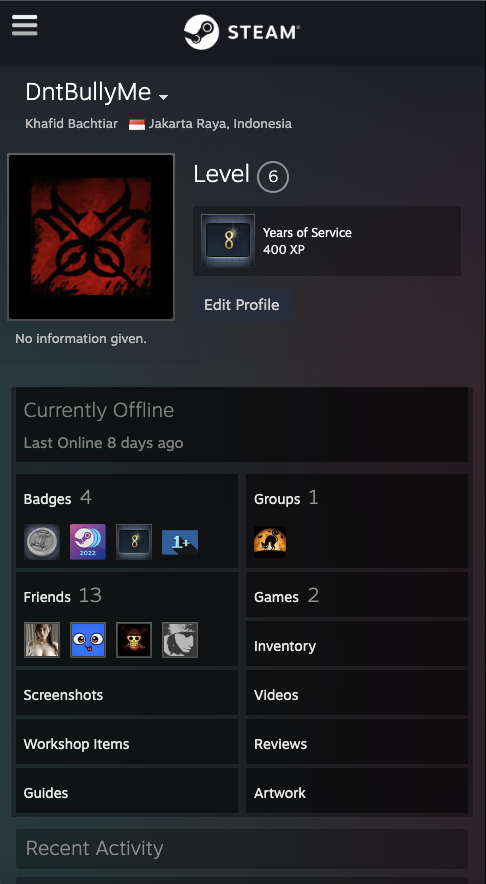 STEAM®
DntBullyMe
Khafid Bachtiar Jakarta Raya, Indonesia
Level 6
8
Years of Service
400 XP
Edit Profile
No information given.
Currently Offline
Last Online 8 days ago
Badges 4
Groups 1
2022
8
1+
Friends 13
Games 2
Inventory
Screenshots
Videos
Workshop Items
Reviews
Guides
Artwork
Recent Activity